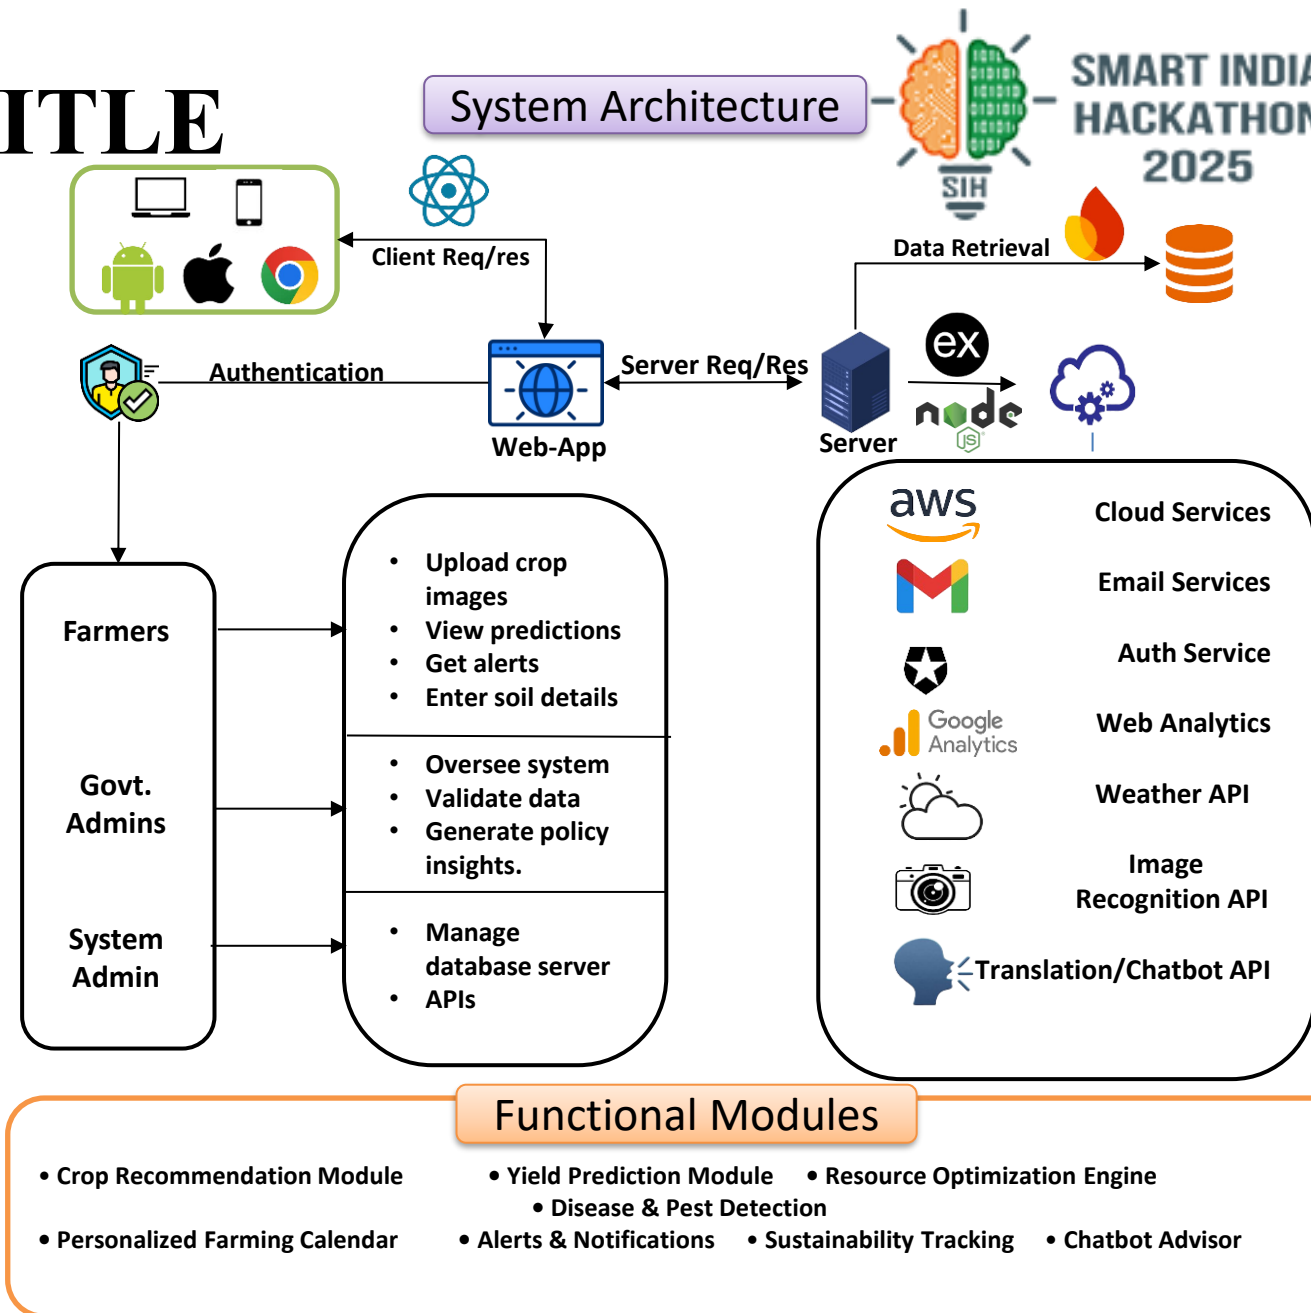 ITLE
System Architecture
SMART INDIA
HACKATHON
2025
SIH
Client Req/res
Data Retrieval
Authentication
Server Req/Res
ex
node
JS
Web-App
Server
Farmers
Govt.
Admins
System
Admin
• Upload crop
images
• View predictions
• Get alerts
• Enter soil details
• Oversee system
• Validate data
• Generate policy
insights.
• Manage
database server
• APIs
aws
Cloud Services
Email Services
Auth Service
Google
Analytics
Web Analytics
Weather API
Image
Recognition API
Translation/Chatbot API
Functional Modules
• Crop Recommendation Module • Yield Prediction Module • Resource Optimization Engine
• Disease & Pest Detection
• Personalized Farming Calendar • Alerts & Notifications • Sustainability Tracking • Chatbot Advisor